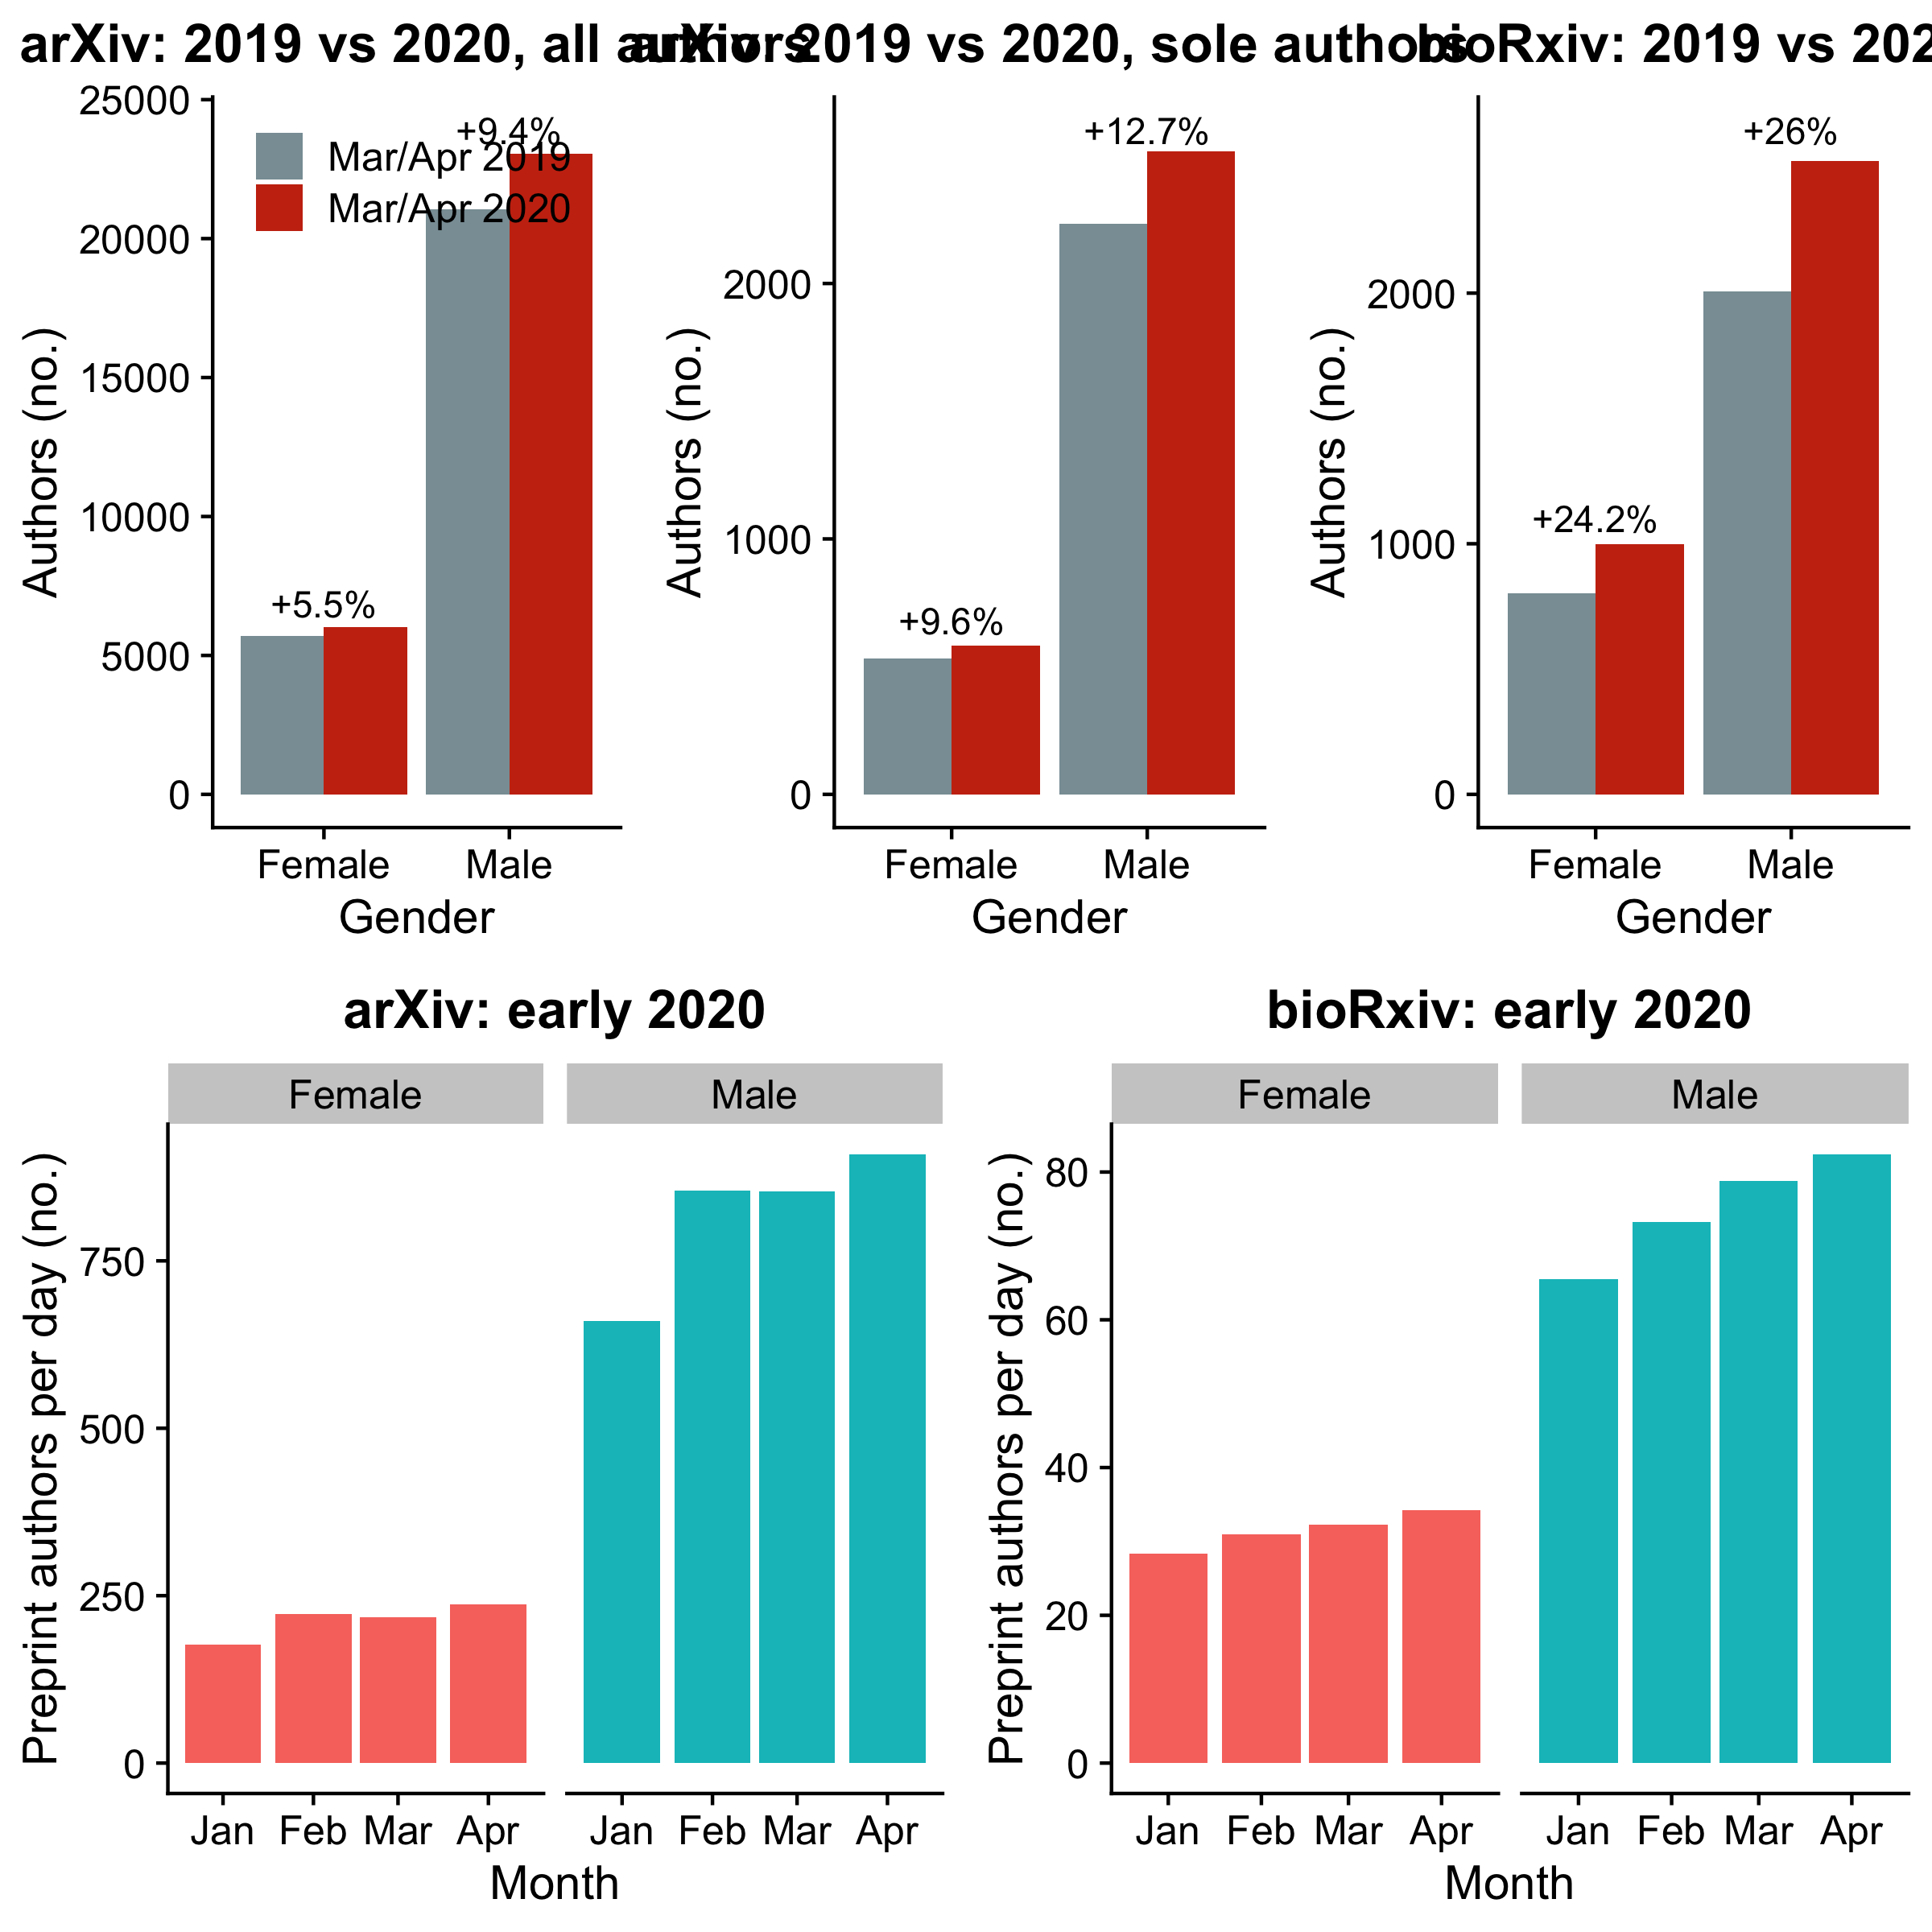 arXiv: 2019 vs 2020, all authors
arXiv: 2019 vs 2020, sole authors
bioRxiv: 2019 vs 202
Authors (no.)
25000
20000
15000
10000
5000
0
Mar/Apr 2019
Mar/Apr 2020
+9.4%
+5.5%
Female
Male
Gender
Authors (no.)
2000
1000
0
+12.7%
+9.6%
Female
Male
Gender
Authors (no.)
2000
1000
0
+26%
+24.2%
Female
Male
Gender
arXiv: early 2020
Female
Male
Preprint authors per day (no.)
750
500
250
0
Jan Feb Mar Apr
Jan Feb Mar Apr
Month
bioRxiv: early 2020
Female
Male
Preprint authors per day (no.)
80
60
40
20
0
Jan Feb Mar Apr
Jan Feb Mar Apr
Month